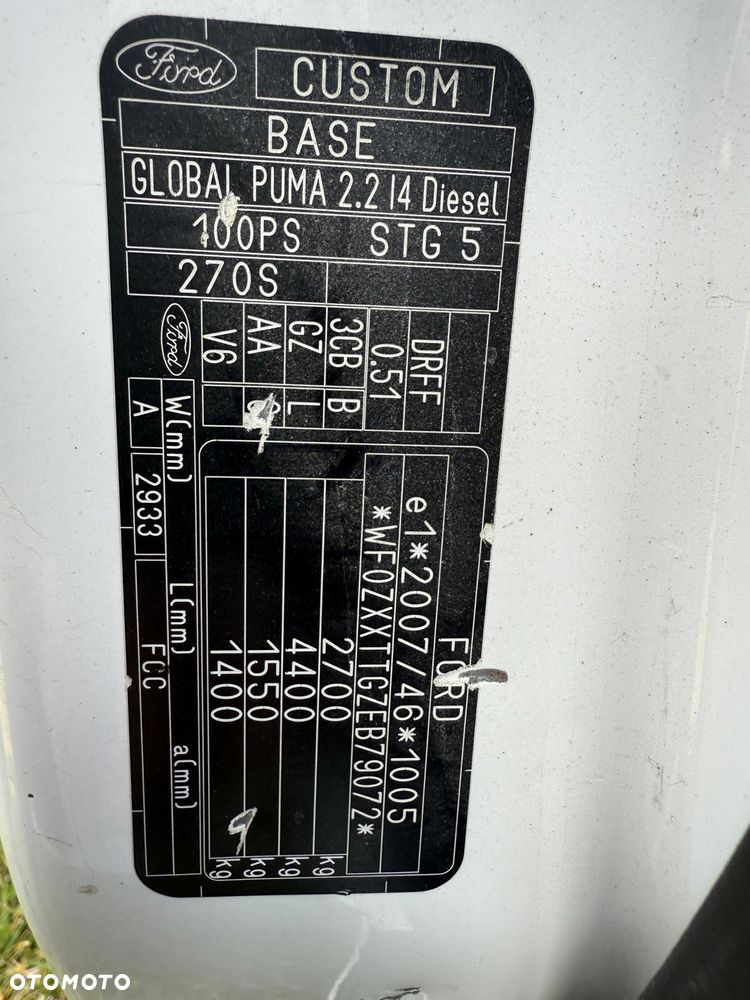 Ford
CUSTOM
BASE
GLOBAL PUMA 2.2 I4 Diesel
100PS STG 5
270S
DRFF
0.51
3CB B
GZ L
AA
V6
FORD
e1*2007/46*1005
*WF0ZXXTTGZEB79072*
2700 kg
4400 kg
1550 kg
1400 kg
Ford
W(mm) L(mm) a(mm)
A 2933 FCC
OTOMOTO